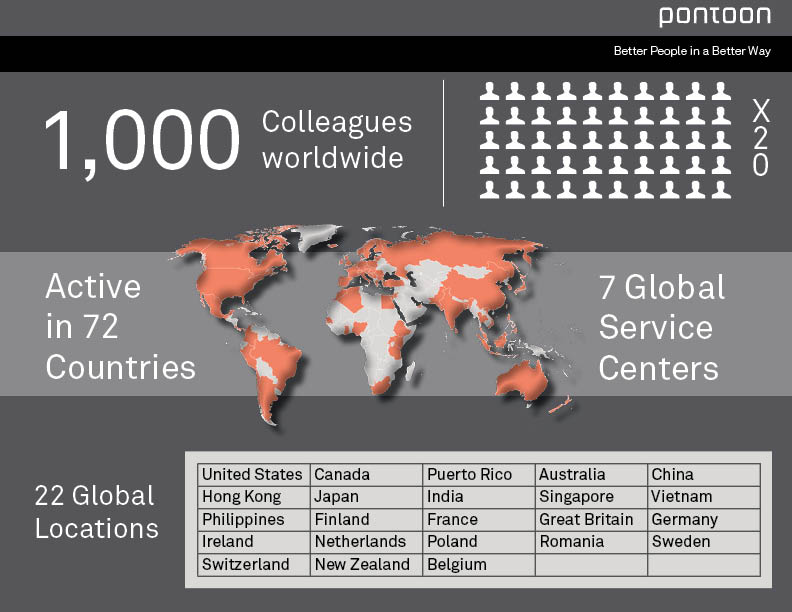 pontoon
Better People in a Better Way
1,000
Colleagues
worldwide
X
2
0
Active
in 72
Countries
7 Global
Service
Centers
22 Global
Locations
United States Canada Puerto Rico Australia China
Hong Kong Japan India Singapore Vietnam
Philippines Finland France Great Britain Germany
Ireland Netherlands Poland Romania Sweden
Switzerland New Zealand Belgium